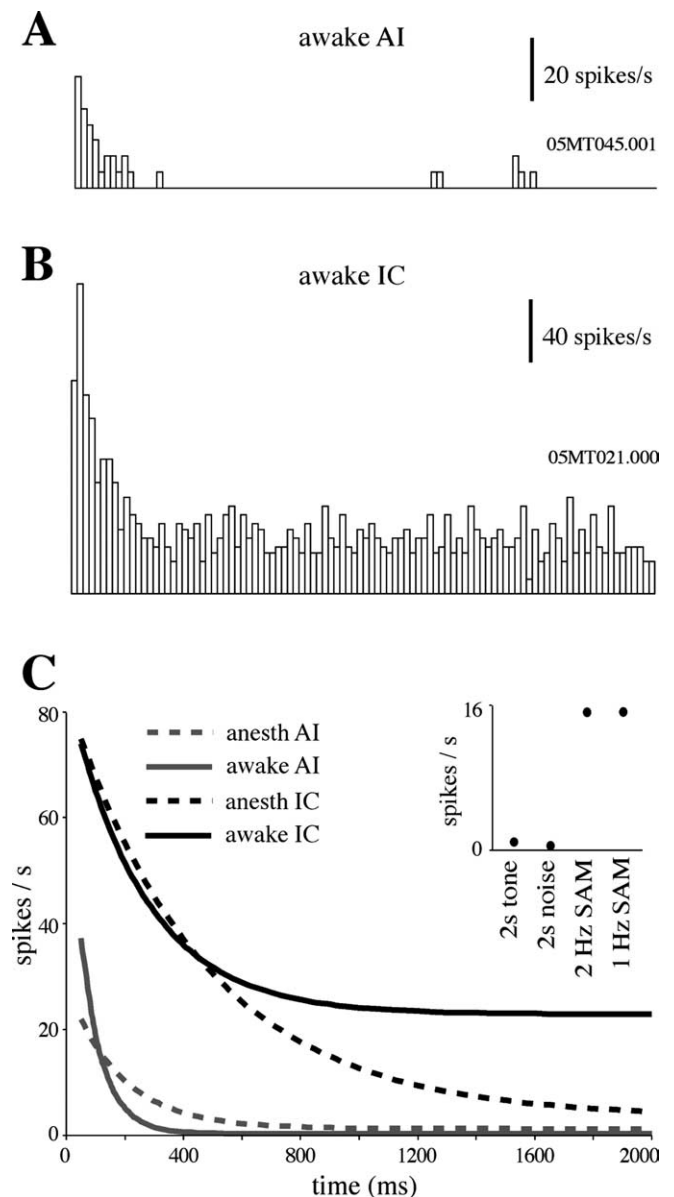 A
awake AI
20 spikes/s
05MT045.001
B
awake IC
40 spikes/s
05MT021.000
C
80
60
40
20
0
spikes / s
anesth AI
awake AI
anesth IC
awake IC
16
0
spikes / s
2s tone
2s noise
2 Hz SAM
1 Hz SAM
0
400
800
1200
1600
2000
time (ms)